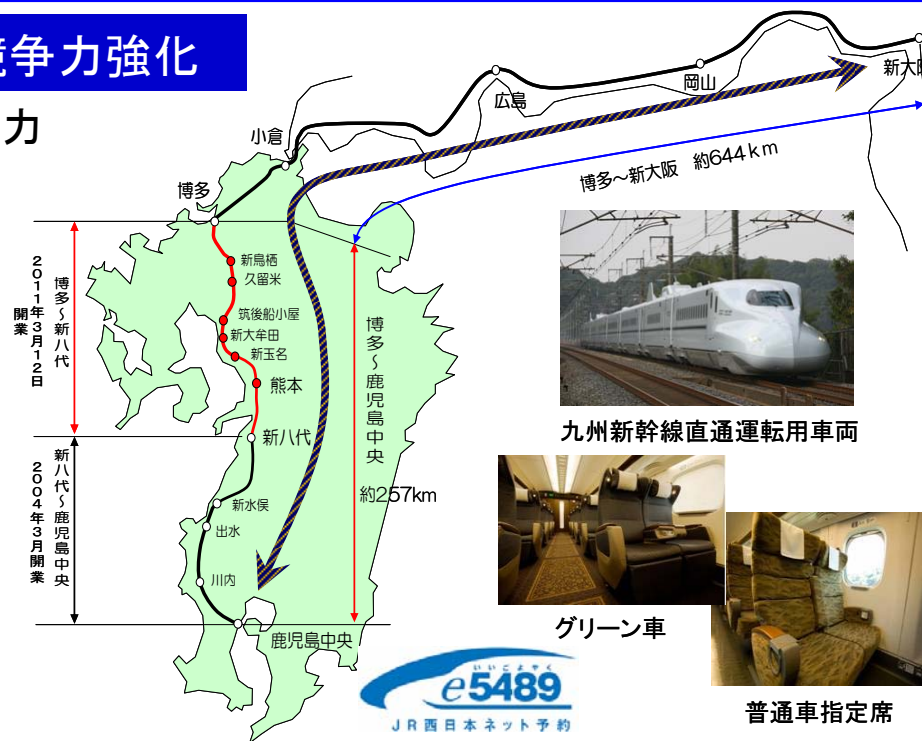 競争力強化
力
小倉
広島
岡山
新大阪
博多
博多~新大阪 約644km
新鳥栖
久留米
筑後船小屋
新大牟田
新玉名
熊本
新八代
新水俣
出水
川内
鹿児島中央
博多~新八代
2011年3月12日
開業
新八代~鹿児島中央
2004年3月開業
博多~鹿児島中央
約257km
九州新幹線直通運転用車両
グリーン車
普通車指定席
いいごよやく
e5489
JR西日本ネット予約